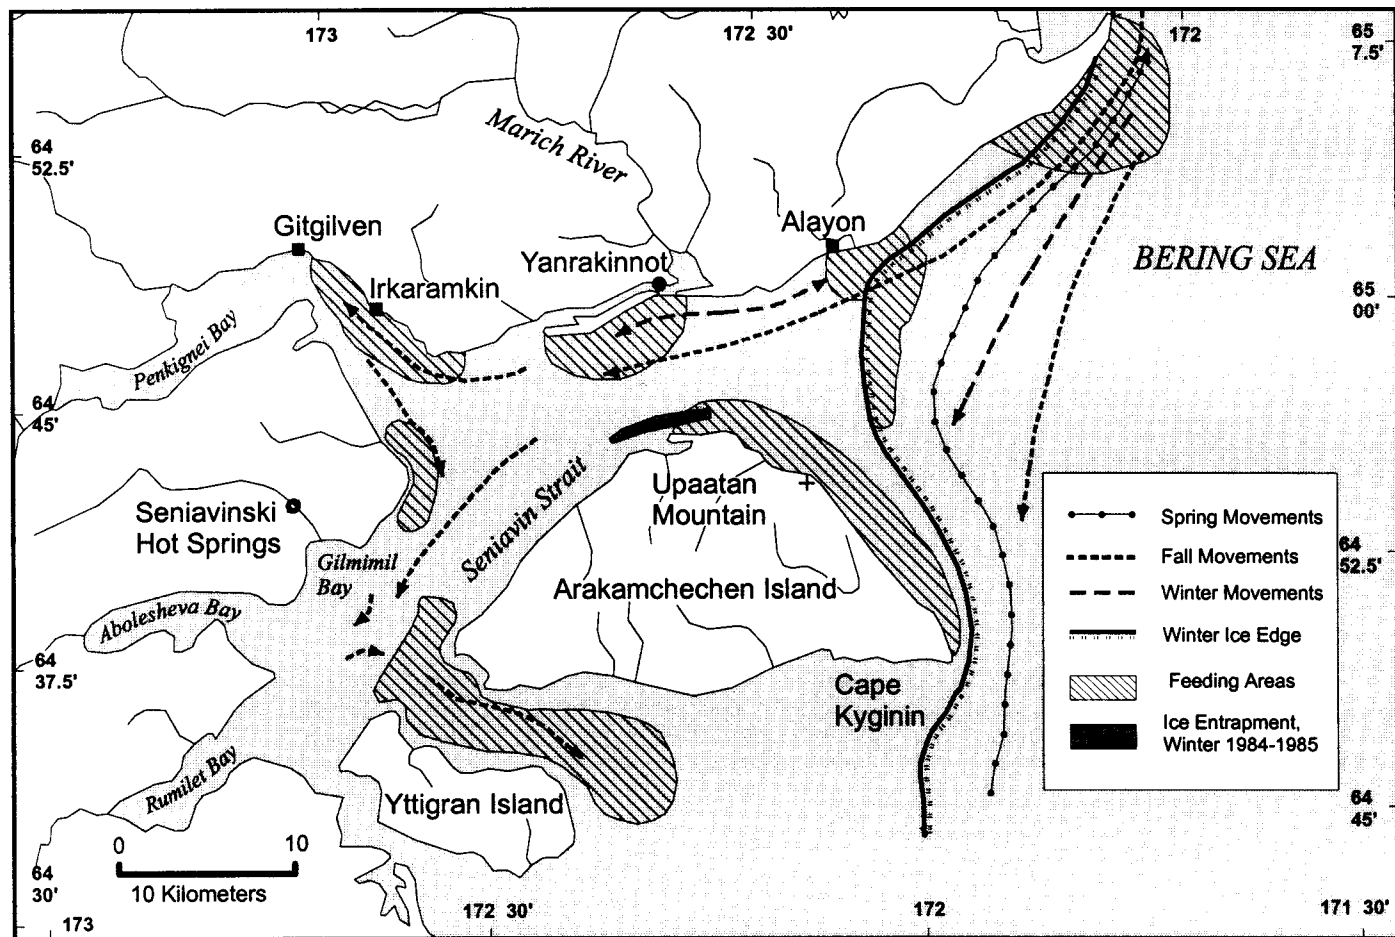 173
172 30'
172
65
7.5'
Marich River
64
52.5'
Gitgilven
Alayon
Yanrakinnot
BERING SEA
Irkaramkin
65
00'
Penkignei Bay
64
45'
Seniavin Strait
Upaatan
Mountain
Seniavinski
Hot Springs
Spring Movements
Fall Movements
64
52.5'
Gilmimil
Bay
Arakamchechen Island
Winter Movements
Abolesheva Bay
Winter Ice Edge
64
37.5'
Cape
Kyginin
Feeding Areas
Ice Entrapment,
Winter 1984-1985
Rumilet Bay
Yttigran Island
64
45'
0 10
10 Kilometers
64
30'
173
172 30'
172
171 30'